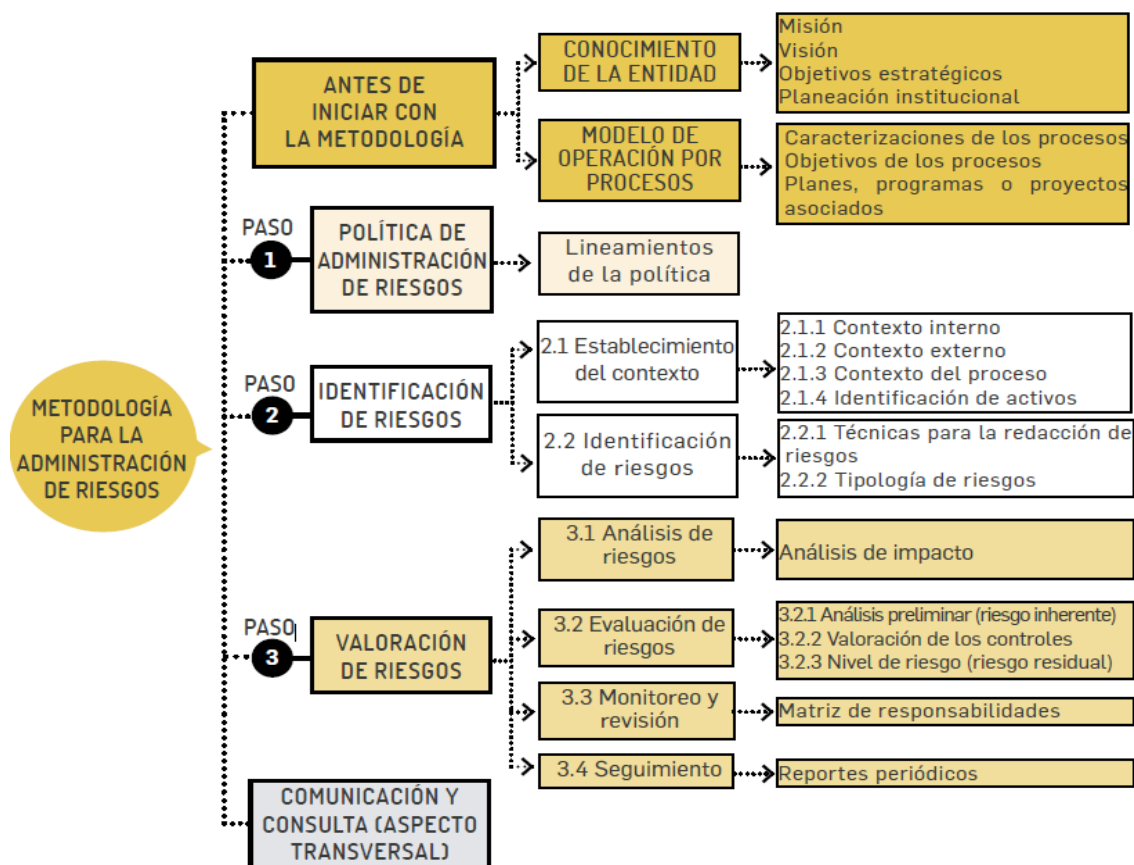 METODOLOGÍA
PARA LA
ADMINISTRACIÓN
DE RIESGOS
ANTES DE
INICIAR CON
LA METODOLOGÍA
CONOCIMIENTO
DE LA ENTIDAD
Misión
Visión
Objetivos estratégicos
Planeación institucional
MODELO DE
OPERACIÓN POR
PROCESOS
Caracterizaciones de los procesos
Objetivos de los procesos
Planes, programas o proyectos
asociados
PASO
1
POLÍTICA DE
ADMINISTRACIÓN
DE RIESGOS
Lineamientos
de la política
PASO
2
IDENTIFICACIÓN
DE RIESGOS
2.1 Establecimiento
del contexto
2.1.1 Contexto interno
2.1.2 Contexto externo
2.1.3 Contexto del proceso
2.1.4 Identificación de activos
2.2 Identificación
de riesgos
2.2.1 Técnicas para la redacción de
riesgos
2.2.2 Tipología de riesgos
PASO
3
VALORACIÓN
DE RIESGOS
3.1 Análisis de
riesgos
Análisis de impacto
3.2 Evaluación de
riesgos
3.2.1 Análisis preliminar (riesgo inherente)
3.2.2 Valoración de los controles
3.2.3 Nivel de riesgo (riesgo residual)
3.3 Monitoreo y
revisión
Matriz de responsabilidades
3.4 Seguimiento
Reportes periódicos
COMUNICACIÓN Y
CONSULTA (ASPECTO
TRANSVERSAL)